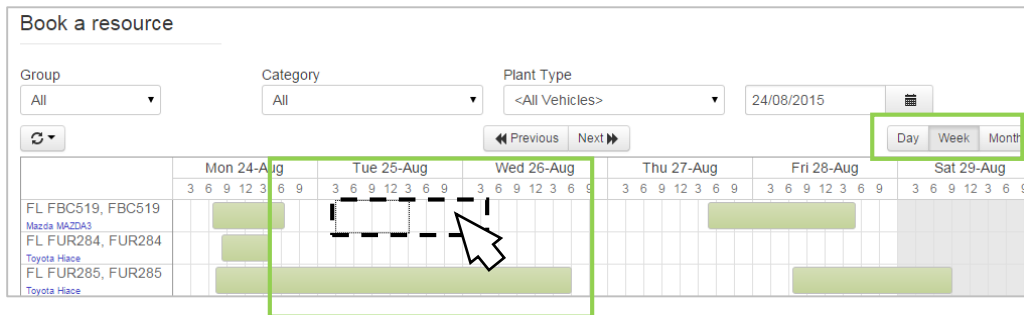 Book a resource
Group Category Plant Type
All All <All Vehicles> 24/08/2015
Previous Next Day Week Month
Mon 24-Aug Tue 25-Aug Wed 26-Aug Thu 27-Aug Fri 28-Aug Sat 29-Aug
3 6 9 12 3 6 9 3 6 9 12 3 6 9 3 6 9 12 3 6 9 3 6 9 12 3 6 9 3 6 9 12 3 6 9 3 6 9 12 3 6 9
FL FBC519, FBC519
Mazda MAZDA3
FL FUR284, FUR284
Toyota Hiace
FL FUR285, FUR285
Toyota Hiace